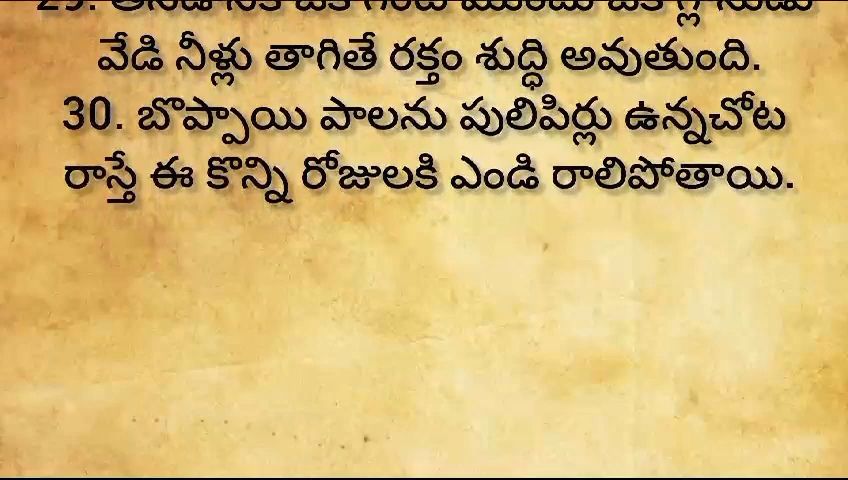 వేడి నీళ్లు తాగితే రక్తం శుద్ధి అవుతుంది.
30. బొప్పాయి పాలను పులిపిర్లు ఉన్నచోట
రాస్తే ఈ కొన్ని రోజులకి ఎండి రాలిపోతాయి.